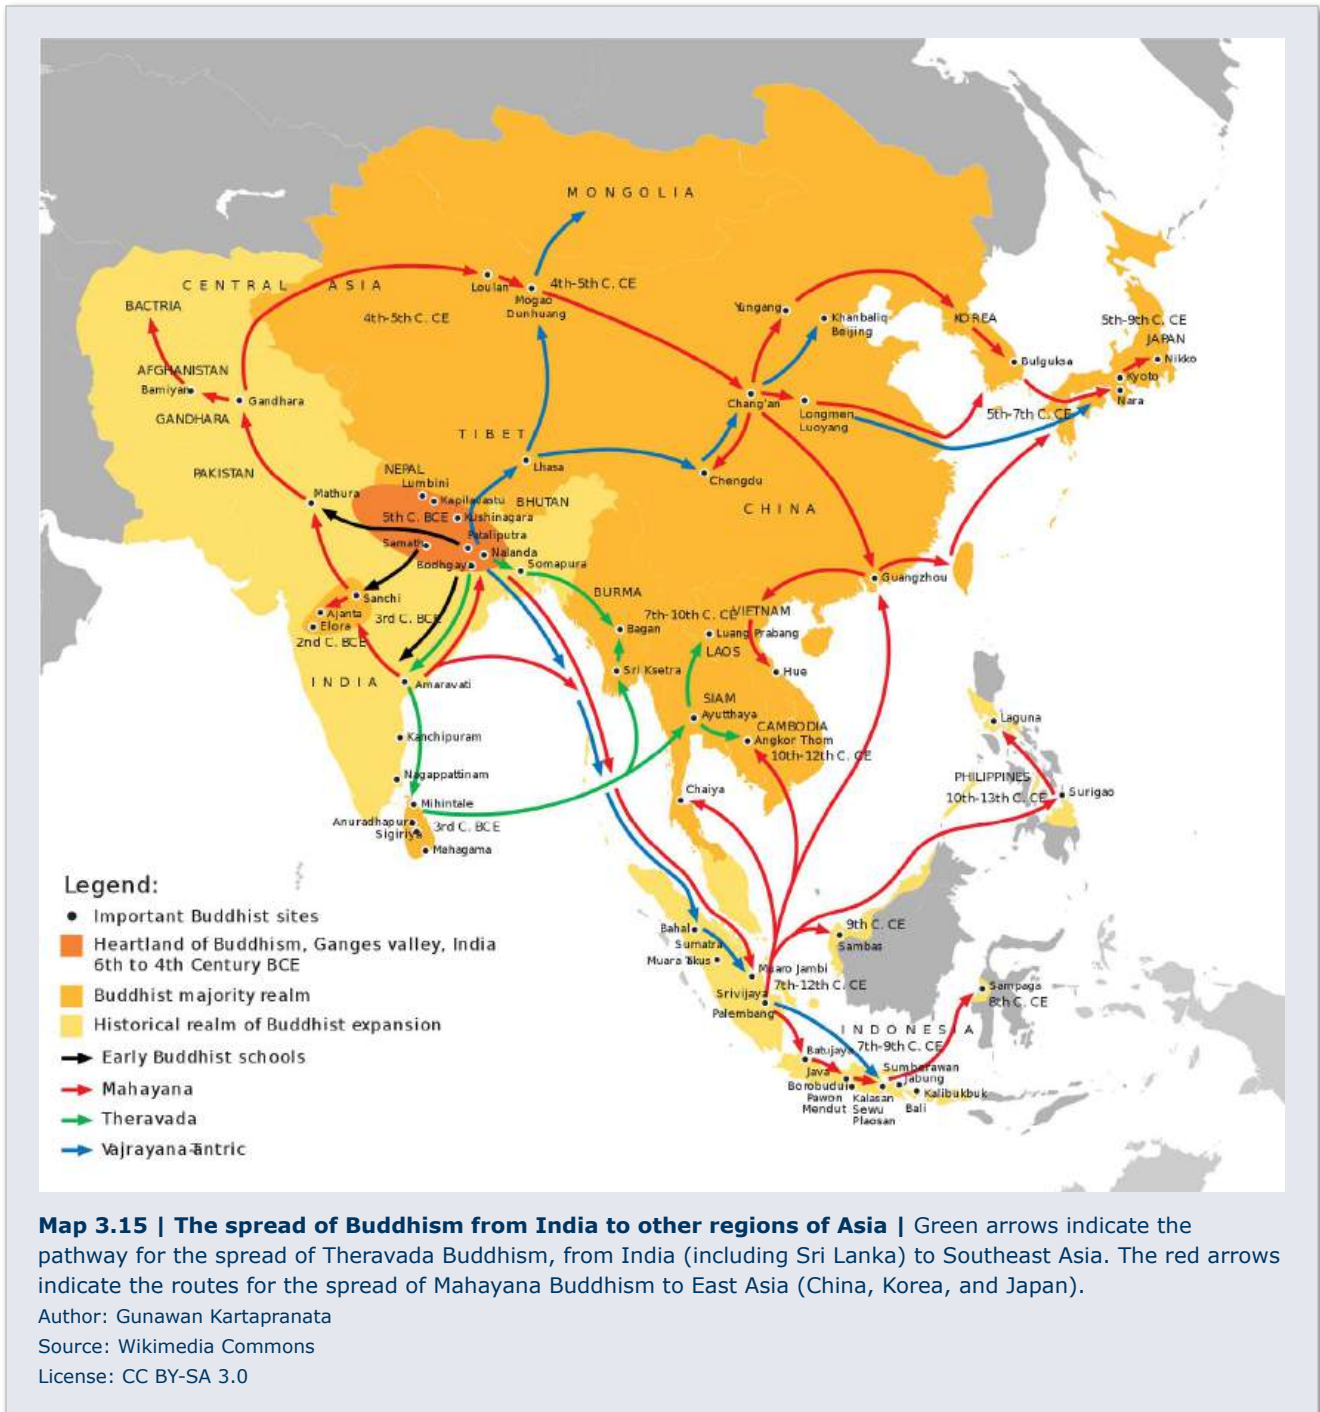 MONGOLIA
CENTRAL ASIA
BACTRIA
Loulan
Mogao
Dunhuang
4th-5th C. CE
4th-5th C. CE
Yungang
Khanbaliq
Beijing
KOREA
5th-9th C. CE
JAPAN
Nikko
Kyoto
Nara
Bulguksa
5th-7th C. CE
AFGHANISTAN
Bamiyan
Gandhara
GANDHARA
Chang'an
Longmen
Luoyang
TIBET
Lhasa
Chengdu
CHINA
PAKISTAN
Mathura
NEPAL
Lumbini
Kapilavastu
BHUTAN
5th C. BCE
Kushinagara
Pataliputra
Sarnath
Nalanda
Bodhgaya
Somapura
Guangzhou
BURMA
Sanchi
Ajanta
3rd C. BCE
Elora
2nd C. BCE
7th-10th C. CE
VIETNAM
Bagan
Luang Prabang
LAOS
Sri Ksetra
Hue
INDIA
Amaravati
SIAM
Ayutthaya
CAMBODIA
Angkor Thom
10th-12th C. CE
Laguna
Kanchipuram
Nagappattinam
PHILIPPINES
10th-13th C. CE
Surigao
Chaiya
Mihintale
Anuradhapura
3rd C. BCE
Sigiriya
Mahagama
Legend:
Important Buddhist sites
Heartland of Buddhism, Ganges valley, India
6th to 4th Century BCE
Buddhist majority realm
Historical realm of Buddhist expansion
Early Buddhist schools
Mahayana
Theravada
Vajrayana-Tantric
Bahal
Sumatra
Muara Takus
9th C. CE
Sambas
Muaro Jambi
7th-12th C. CE
Srivijaya
Palembang
Sampaga
8th C. CE
INDONESIA
7th-9th C. CE
Batujaya
Java
Sumberawan
Jabung
Borobudur
Pawon
Mendut
Kalasan
Sewu
Plaosan
Kalibukbuk
Bali
Map 3.15 | The spread of Buddhism from India to other regions of Asia | Green arrows indicate the
pathway for the spread of Theravada Buddhism, from India (including Sri Lanka) to Southeast Asia. The red arrows
indicate the routes for the spread of Mahayana Buddhism to East Asia (China, Korea, and Japan).
Author: Gunawan Kartapranata
Source: Wikimedia Commons
License: CC BY-SA 3.0